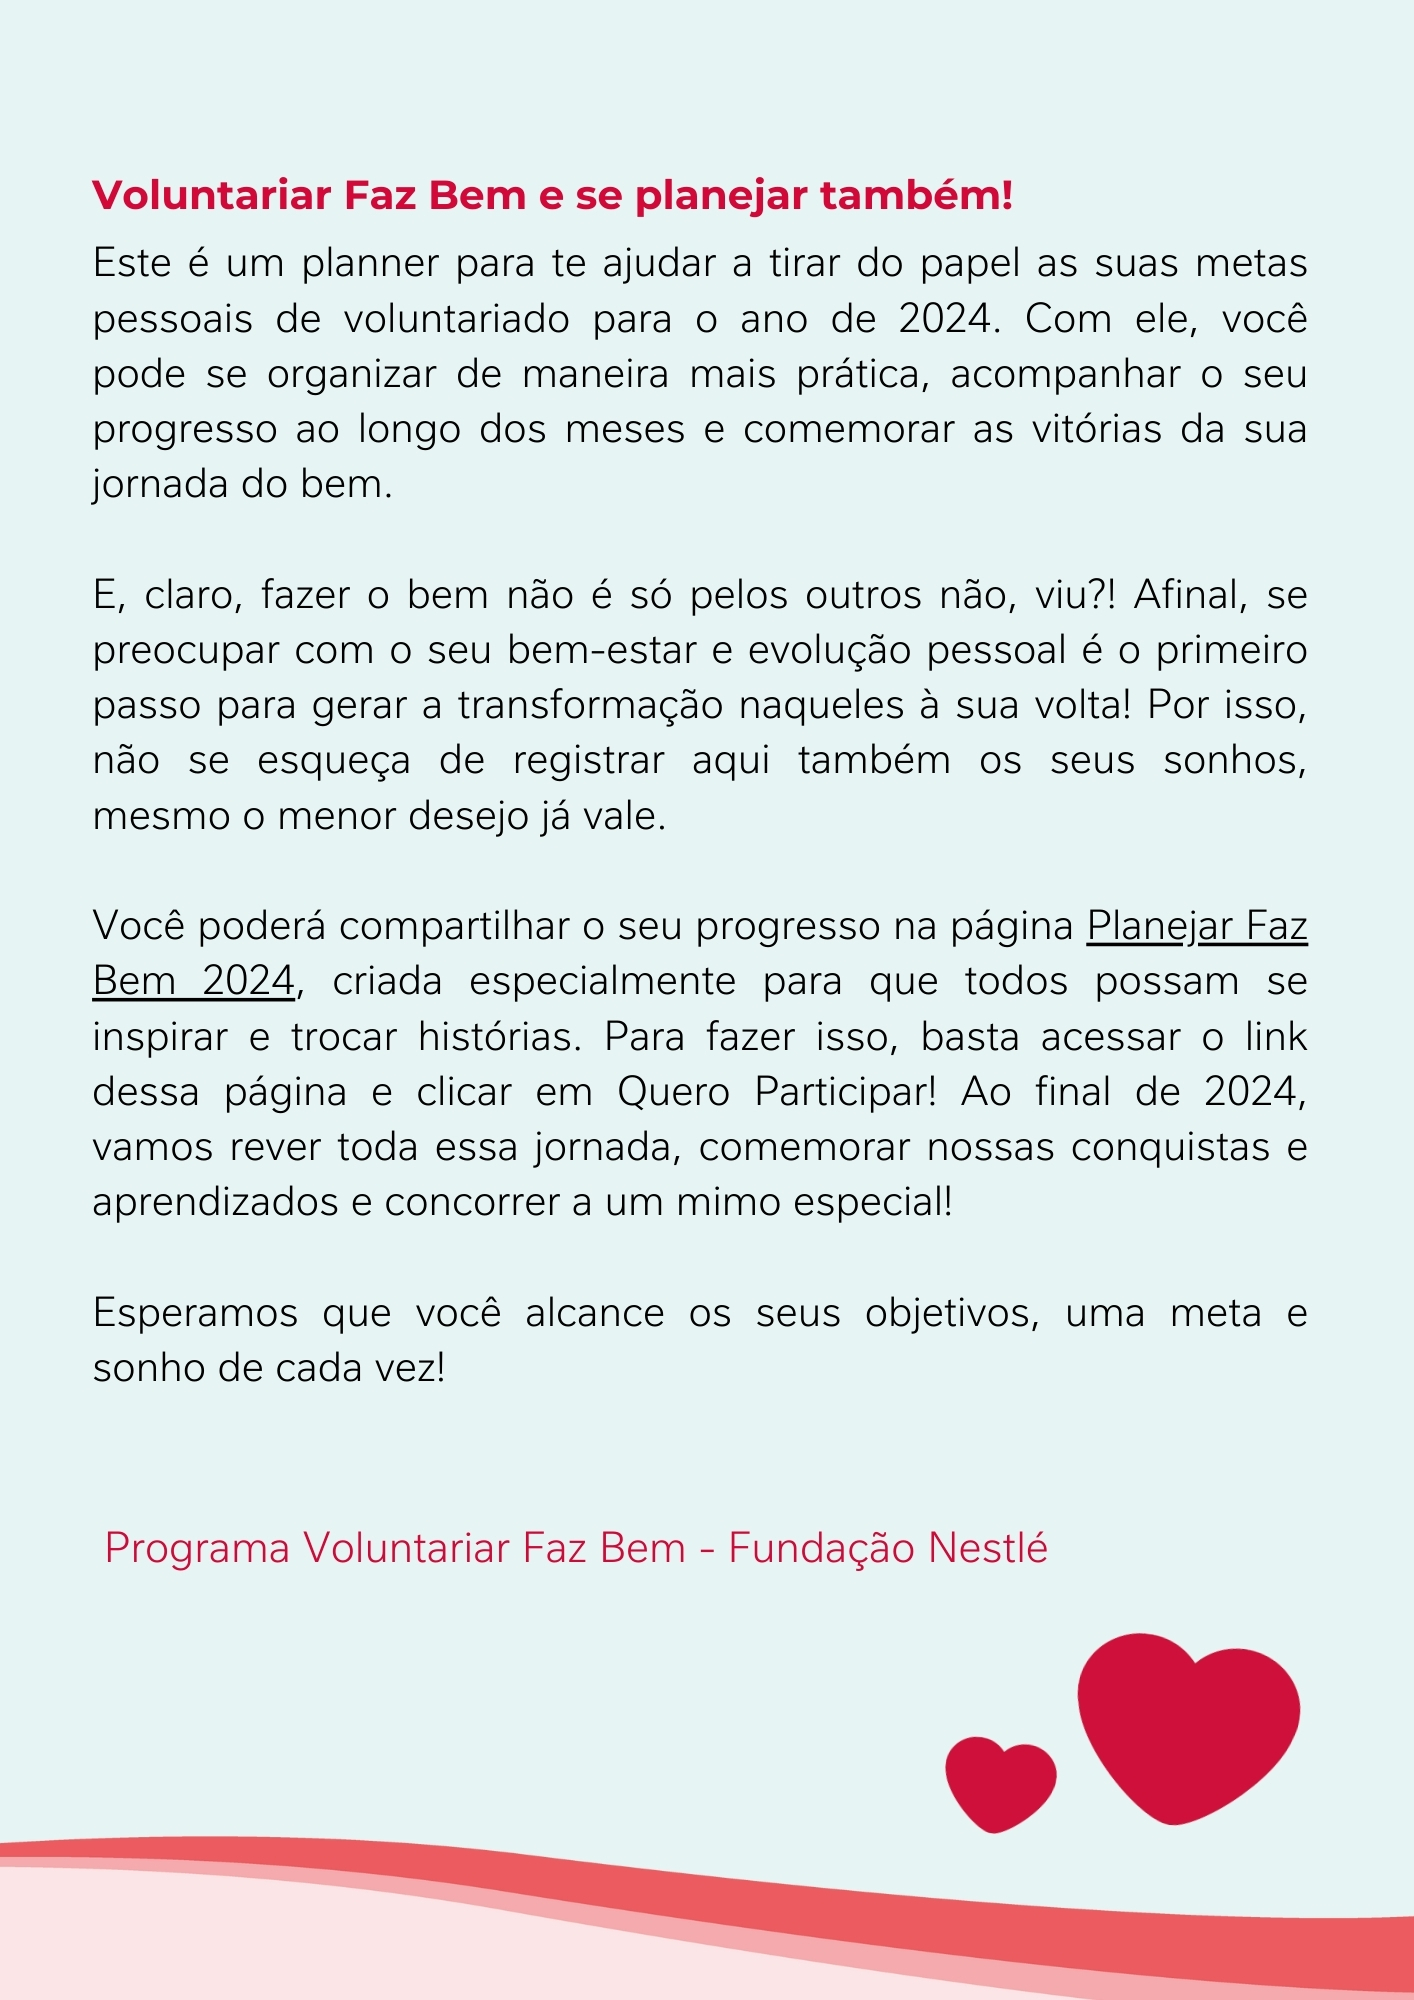 Voluntariar Faz Bem e se planejar também!
Este é um planner para te ajudar a tirar do papel as suas metas
pessoais de voluntariado para o ano de 2024. Com ele, você
pode se organizar de maneira mais prática, acompanhar o seu
progresso ao longo dos meses e comemorar as vitórias da sua
jornada do bem.
E, claro, fazer o bem não é só pelos outros não, viu?! Afinal, se
preocupar com o seu bem-estar e evolução pessoal é o primeiro
passo para gerar a transformação naqueles à sua volta! Por isso,
não se esqueça de registrar aqui também os seus sonhos,
mesmo o menor desejo já vale.
Você poderá compartilhar o seu progresso na página Planejar Faz
Bem 2024, criada especialmente para que todos possam se
inspirar e trocar histórias. Para fazer isso, basta acessar o link
dessa página e clicar em Quero Participar! Ao final de 2024,
vamos rever toda essa jornada, comemorar nossas conquistas e
aprendizados e concorrer a um mimo especial!
Esperamos que você alcance os seus objetivos, uma meta e
sonho de cada vez!
Programa Voluntariar Faz Bem - Fundação Nestlé